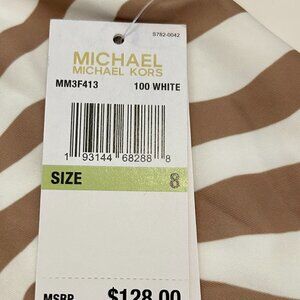 S782-0042
MICHAEL
MICHAEL KORS
MM3F413 100 WHITE
1 93144 68288 8
SIZE 8
MSRP $128.00